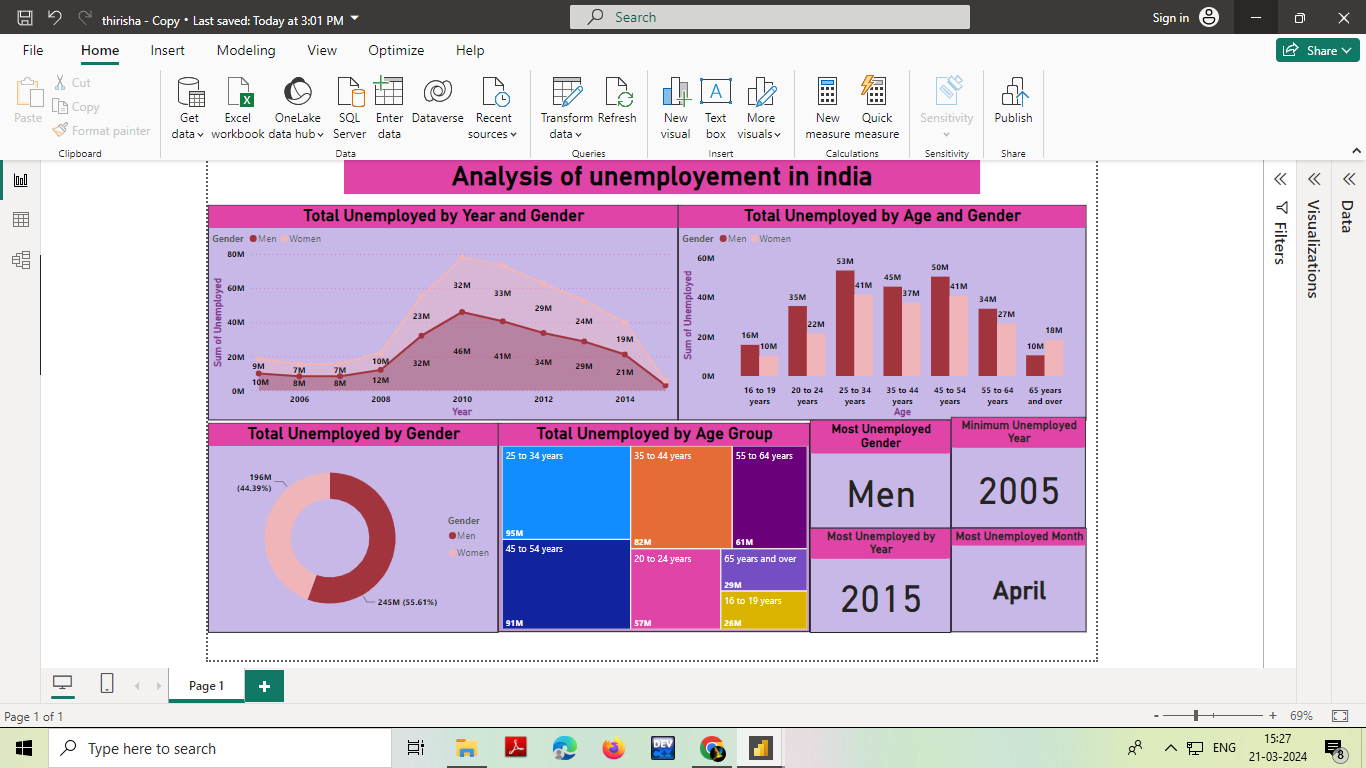 thirisha - Copy • Last saved: Today at 3:01 PM
Search
Sign in
File Home Insert Modeling View Optimize Help
Share
Paste
Cut
Copy
Format painter
Clipboard
Get data
Excel workbook
OneLake data hub
SQL Server
Enter data
Dataverse
Recent sources
Data
Transform data
Refresh
Queries
New visual
Text box
More visuals
Insert
New measure
Quick measure
Calculations
Sensitivity
Sensitivity
Publish
Share
Analysis of unemployement in india
Total Unemployed by Year and Gender
Gender Men Women
Sum of Unemployed
80M
60M
40M
20M
0M
9M 7M 7M 10M 23M 32M 33M 29M 24M 19M
10M 8M 8M 12M 32M 46M 41M 34M 29M 21M
2006 2008 2010 2012 2014
Year
Total Unemployed by Age and Gender
Gender Men Women
Sum of Unemployed
60M
40M
20M
0M
16M 10M 35M 22M 53M 41M 45M 37M 50M 41M 34M 27M 10M 18M
16 to 19 years
20 to 24 years
25 to 34 years
35 to 44 years
45 to 54 years
55 to 64 years
65 years and over
Age
Total Unemployed by Gender
196M
(44.39%)
245M (55.61%)
Gender
Men
Women
Total Unemployed by Age Group
25 to 34 years
95M
35 to 44 years
82M
55 to 64 years
61M
45 to 54 years
91M
20 to 24 years
57M
65 years and over
29M
16 to 19 years
26M
Most Unemployed
Gender
Men
Minimum Unemployed
Year
2005
Most Unemployed by
Year
2015
Most Unemployed Month
April
Filters
Visualizations
Data
Page 1
Page 1 of 1
- + 69%
Type here to search
DEV
ENG
15:27
21-03-2024
8